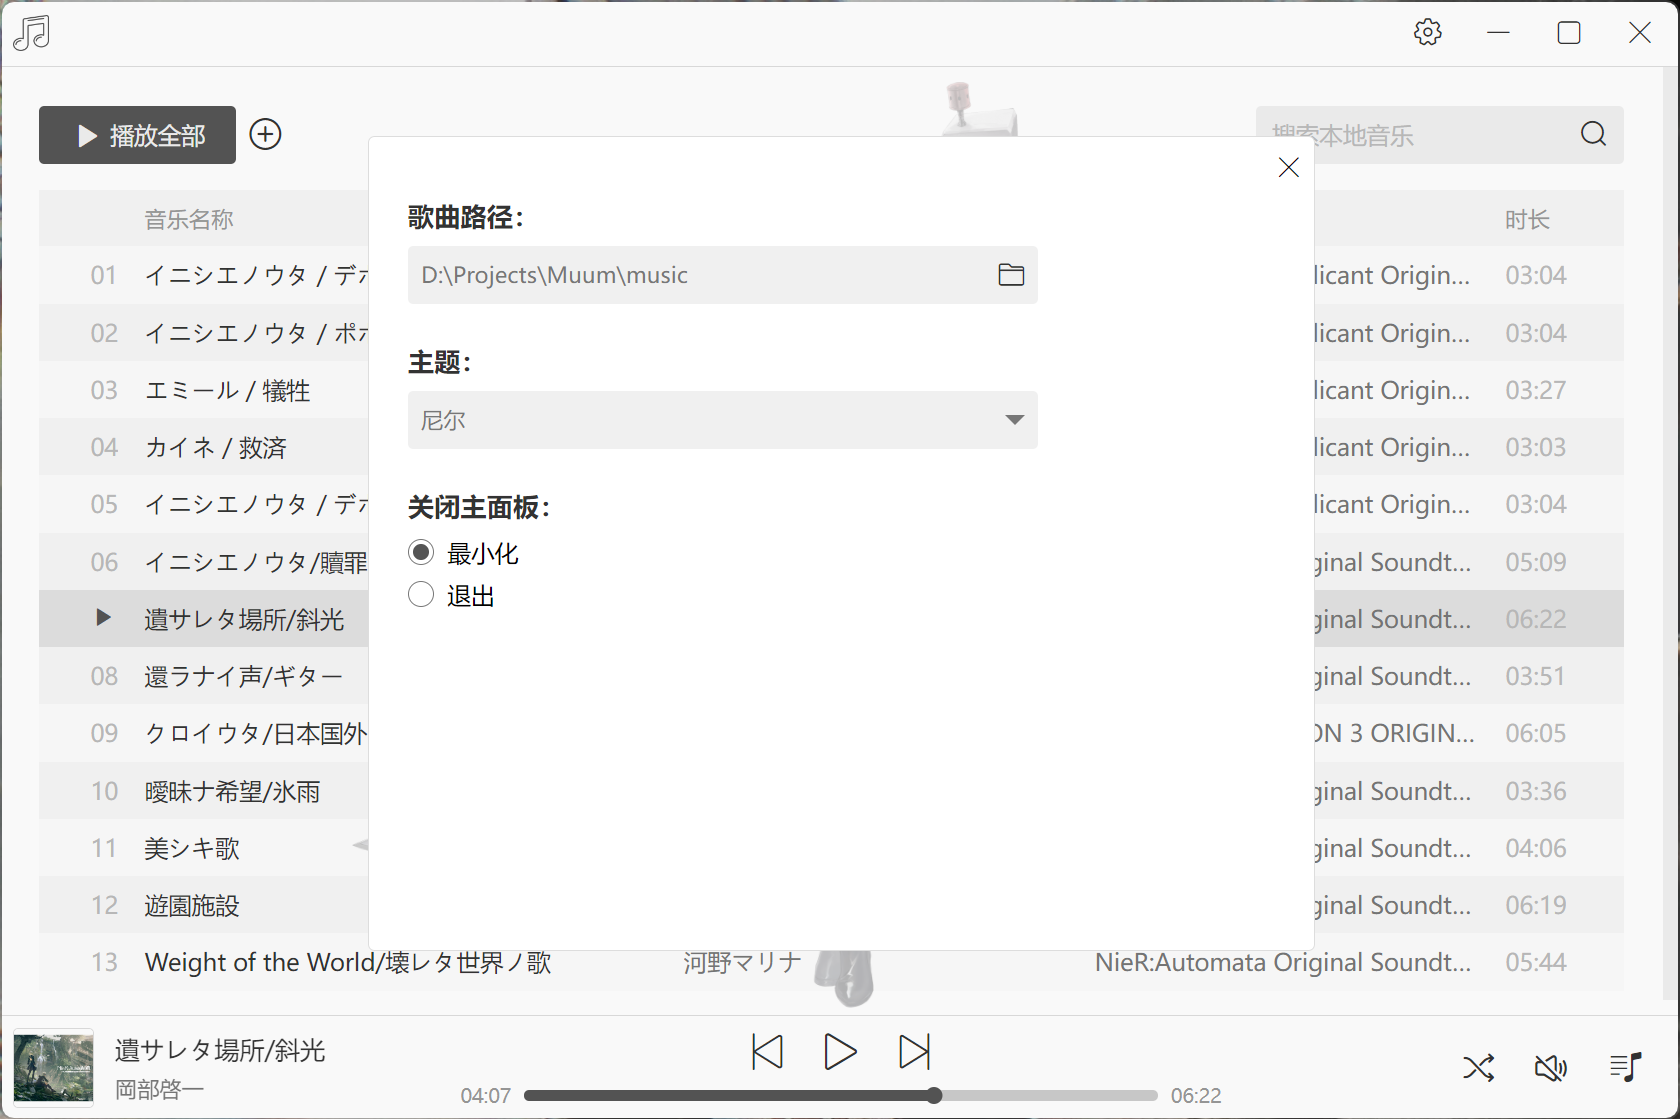 播放全部
搜索本地音乐
音乐名称
时长
01 イニシエノウタ / デ
licant Origin... 03:04
02 イニシエノウタ / ポ
licant Origin... 03:04
03 エミール / 犠牲
licant Origin... 03:27
04 カイネ / 救済
licant Origin... 03:03
05 イニシエノウタ / デ
licant Origin... 03:04
06 イニシエノウタ/贖罪
ginal Soundt... 05:09
遺サレタ場所/斜光
ginal Soundt... 06:22
08 還ラナイ声/ギター
ginal Soundt... 03:51
09 クロイウタ/日本国外
ON 3 ORIGIN... 06:05
10 曖昧ナ希望/氷雨
ginal Soundt... 03:36
11 美シキ歌
ginal Soundt... 04:06
12 遊園施設
ginal Soundt... 06:19
13 Weight of the World/壊レタ世界ノ歌 河野マリナ NieR:Automata Original Soundt... 05:44
歌曲路径：
D:\Projects\Muum\music
主题：
尼尔
关闭主面板：
最小化
退出
遺サレタ場所/斜光
岡部啓一
04:07
06:22